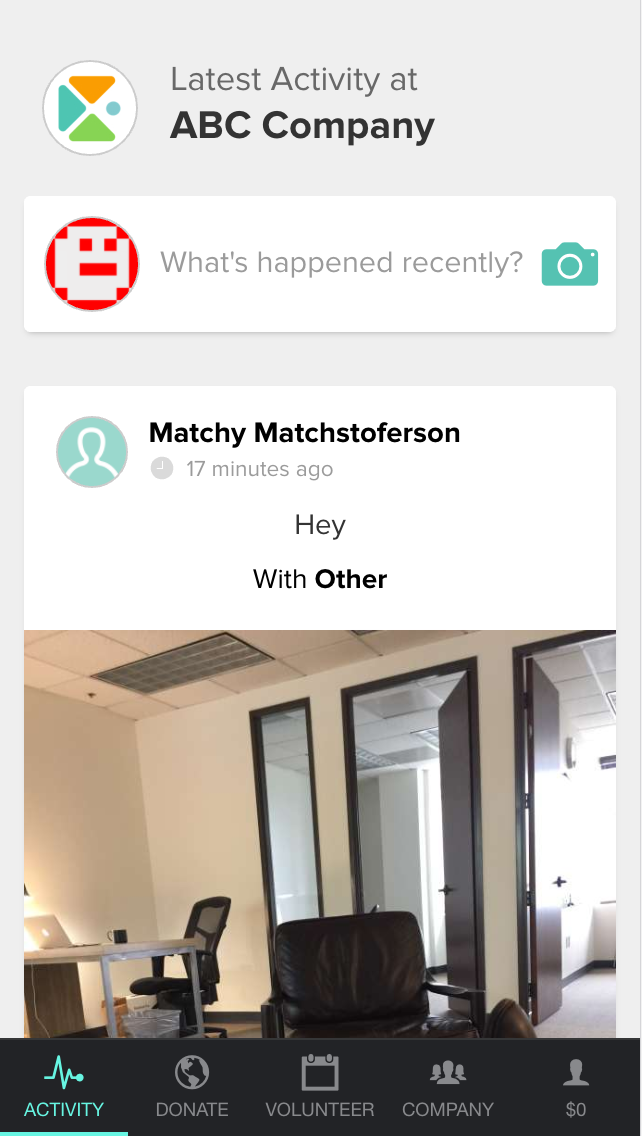 Latest Activity at
ABC Company
What's happened recently?
Matchy Matchstoferson
17 minutes ago
Hey
With Other
ACTIVITY
DONATE
VOLUNTEER
COMPANY
$0